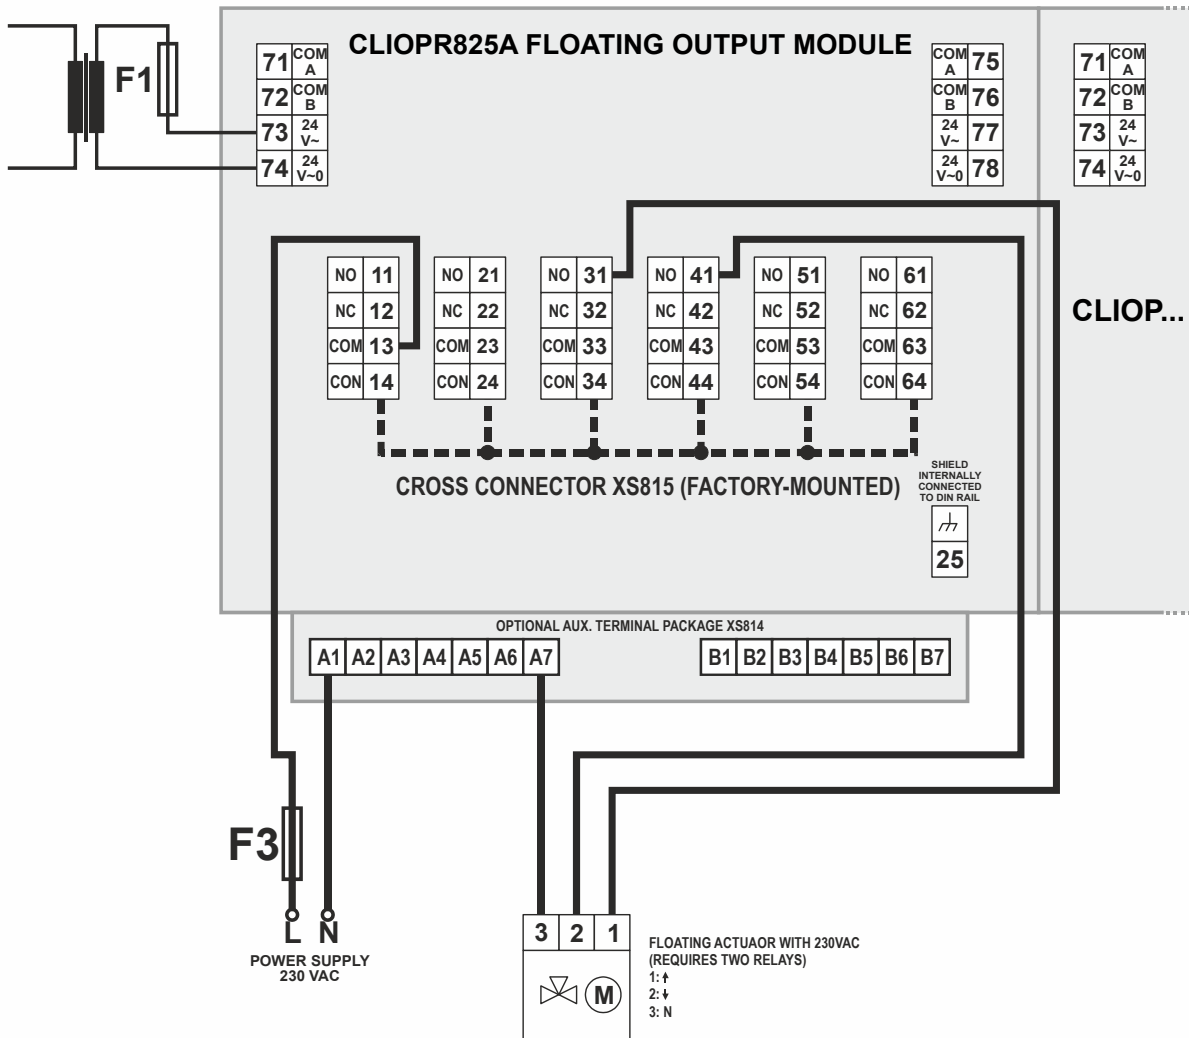 CLIOPR825A FLOATING OUTPUT MODULE
F1
71 COM A
72 COM B
73 24 V~
74 24 V~0
COM A 75
COM B 76
24 V~ 77
24 V~0 78
71 COM A
72 COM B
73 24 V~
74 24 V~0
NO 11 NO 21 NO 31 NO 41 NO 51 NO 61
NC 12 NC 22 NC 32 NC 42 NC 52 NC 62
COM 13 COM 23 COM 33 COM 43 COM 53 COM 63
CON 14 CON 24 CON 34 CON 44 CON 54 CON 64
CLIOP...
CROSS CONNECTOR XS815 (FACTORY-MOUNTED)
SHIELD
INTERNALLY
CONNECTED
TO DIN RAIL
25
OPTIONAL AUX. TERMINAL PACKAGE XS814
A1 A2 A3 A4 A5 A6 A7 B1 B2 B3 B4 B5 B6 B7
F3
L N
POWER SUPPLY
230 VAC
3 2 1
M
FLOATING ACTUAOR WITH 230VAC
(REQUIRES TWO RELAYS)
1: ↑
2: ↓
3: N